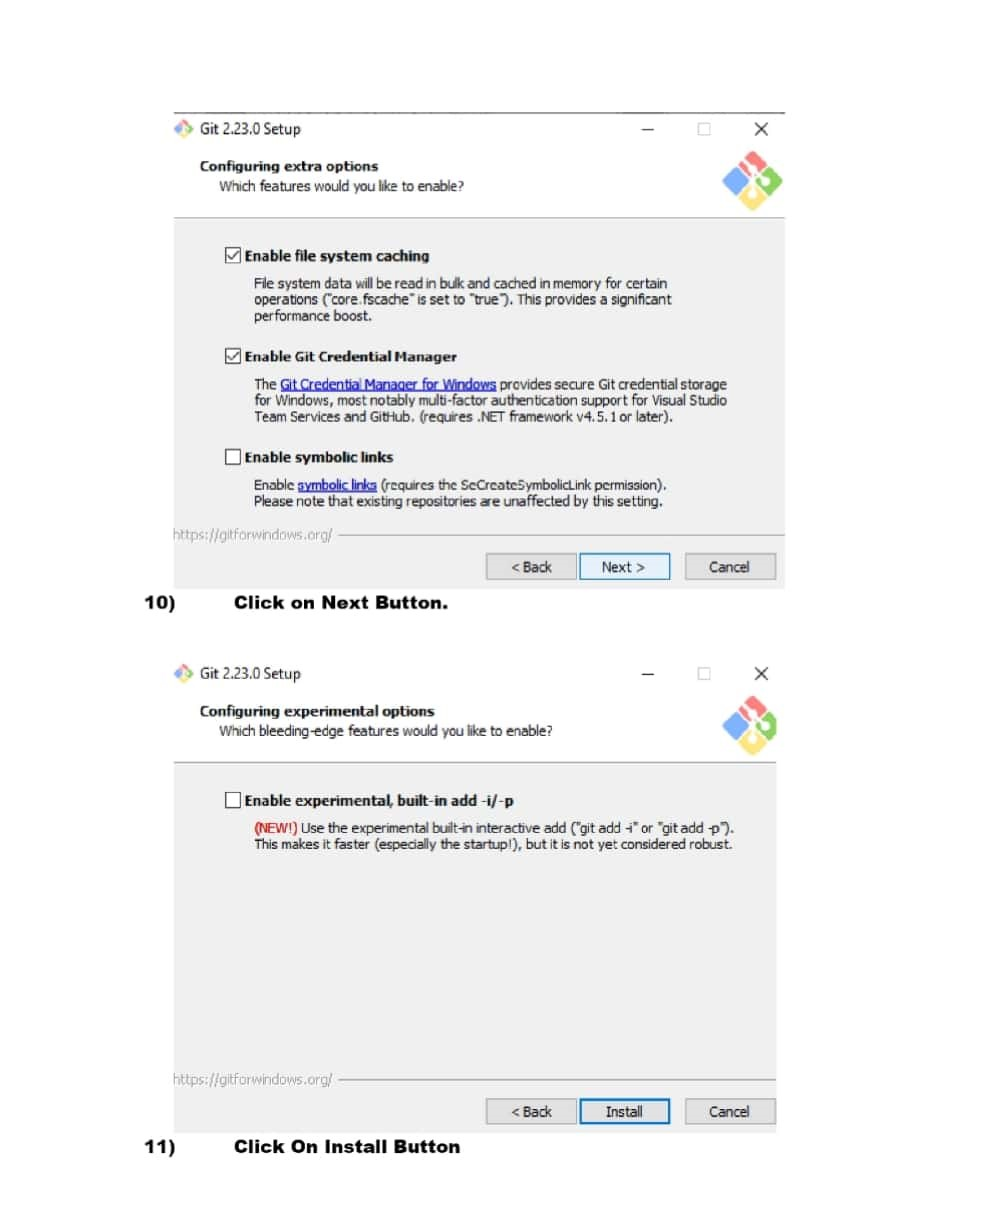 Git 2.23.0 Setup
Configuring extra options
Which features would you like to enable?
Enable file system caching
File system data will be read in bulk and cached in memory for certain
operations ("core.fscache" is set to "true"). This provides a significant
performance boost.
Enable Git Credential Manager
The Git Credential Manager for Windows provides secure Git credential storage
for Windows, most notably multi-factor authentication support for Visual Studio
Team Services and GitHub. (requires .NET framework v4.5.1 or later).
Enable symbolic links
Enable symbolic links (requires the SeCreateSymbolicLink permission).
Please note that existing repositories are unaffected by this setting.
https://gitforwindows.org/
< Back Next > Cancel
10) Click on Next Button.
Git 2.23.0 Setup
Configuring experimental options
Which bleeding-edge features would you like to enable?
Enable experimental, built-in add -i/-p
(NEW!) Use the experimental built-in interactive add ("git add -i" or "git add -p").
This makes it faster (especially the startup!), but it is not yet considered robust.
https://gitforwindows.org/
< Back Install Cancel
11) Click On Install Button